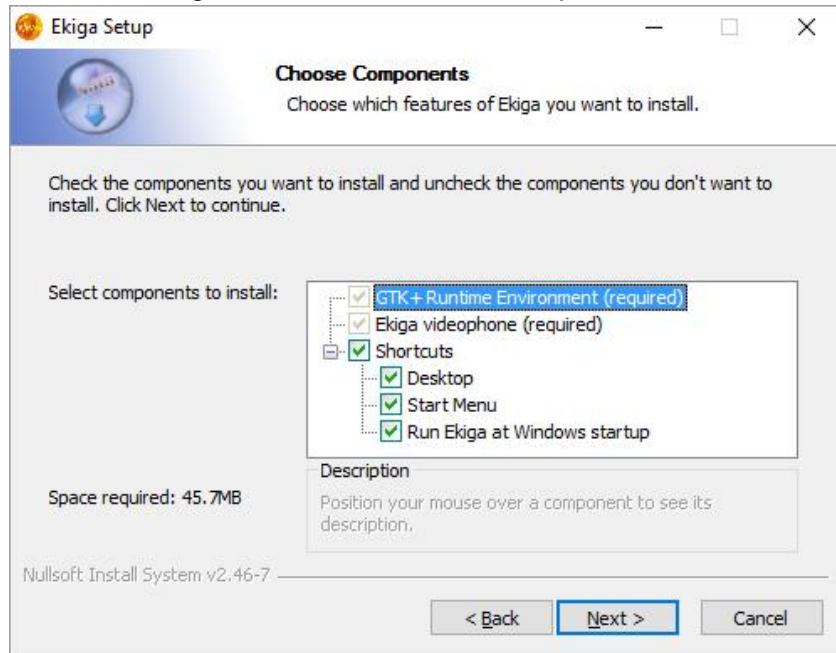 Ekiga Setup
Choose Components
Choose which features of Ekiga you want to install.
Check the components you want to install and uncheck the components you don't want to
install. Click Next to continue.
Select components to install:
GTK+ Runtime Environment (required)
Ekiga videophone (required)
Shortcuts
Desktop
Start Menu
Run Ekiga at Windows startup
Space required: 45.7MB
Description
Position your mouse over a component to see its
description.
Nullsoft Install System v2.46-7
< Back
Next >
Cancel